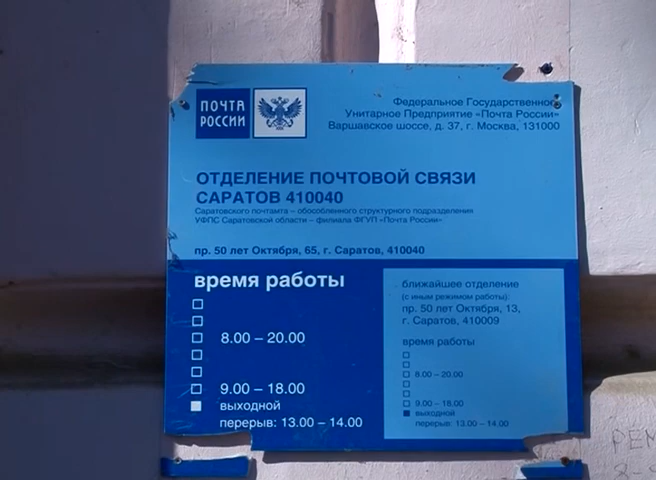 ПОЧТА
РОССИИ
Федеральное Государственное
Унитарное Предприятие «Почта России»
Варшавское шоссе, д. 37, г. Москва, 131000
ОТДЕЛЕНИЕ ПОЧТОВОЙ СВЯЗИ
САРАТОВ 410040
Саратовского почтамта – обособленного структурного подразделения
УФПС Саратовской области – филиала ФГУП «Почта России»
пр. 50 лет Октября, 65, г. Саратов, 410040
время работы
8.00 – 20.00
9.00 – 18.00
выходной
перерыв: 13.00 – 14.00
ближайшее отделение
(с иным режимом работы):
пр. 50 лет Октября, 13,
г. Саратов, 410009
время работы
8.00 – 20.00
9.00 – 18.00
выходной
перерыв: 13.00 – 14.00